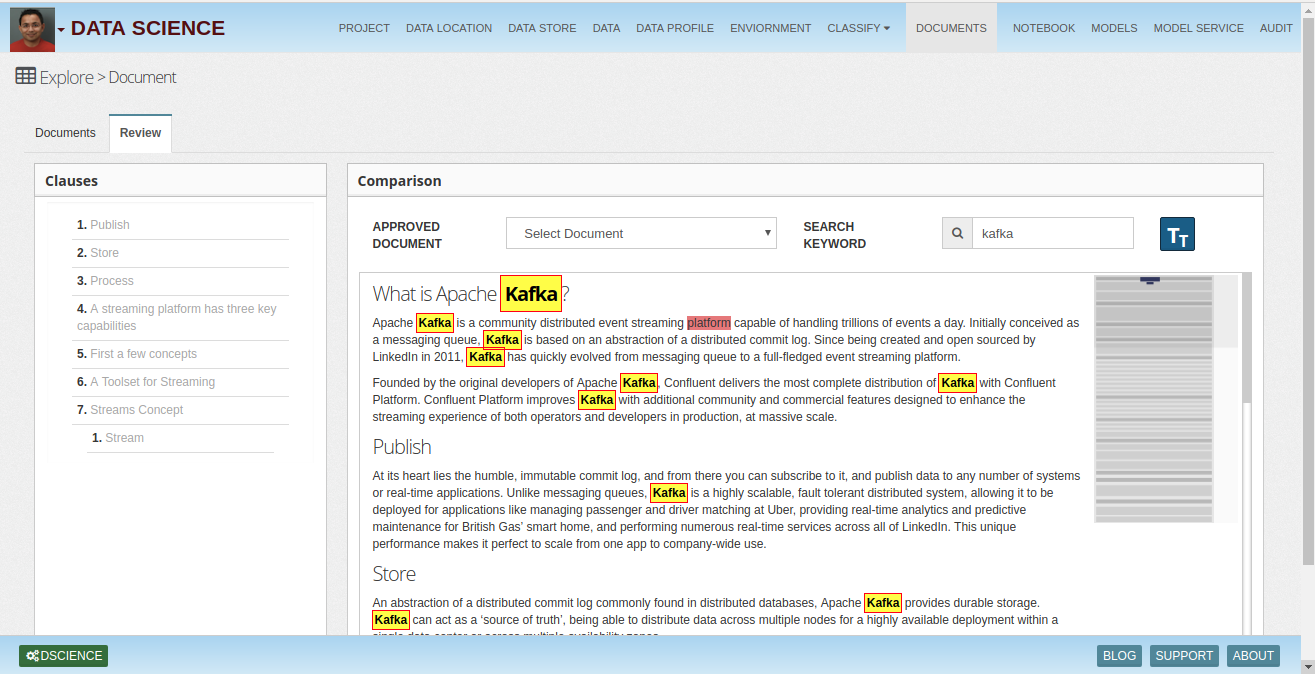 DATA SCIENCE
PROJECT DATA LOCATION DATA STORE DATA DATA PROFILE ENVIORNMENT CLASSIFY DOCUMENTS NOTEBOOK MODELS MODEL SERVICE AUDIT
Explore > Document
Documents Review
Clauses
1. Publish
2. Store
3. Process
4. A streaming platform has three key
capabilities
5. First a few concepts
6. A Toolset for Streaming
7. Streams Concept
1. Stream
Comparison
APPROVED
DOCUMENT
Select Document
SEARCH
KEYWORD
kafka
TT
What is Apache Kafka ?
Apache Kafka is a community distributed event streaming platform capable of handling trillions of events a day. Initially conceived as
a messaging queue, Kafka is based on an abstraction of a distributed commit log. Since being created and open sourced by
LinkedIn in 2011, Kafka has quickly evolved from messaging queue to a full-fledged event streaming platform.
Founded by the original developers of Apache Kafka, Confluent delivers the most complete distribution of Kafka with Confluent
Platform. Confluent Platform improves Kafka with additional community and commercial features designed to enhance the
streaming experience of both operators and developers in production, at massive scale.
Publish
At its heart lies the humble, immutable commit log, and from there you can subscribe to it, and publish data to any number of systems
or real-time applications. Unlike messaging queues, Kafka is a highly scalable, fault tolerant distributed system, allowing it to be
deployed for applications like managing passenger and driver matching at Uber, providing real-time analytics and predictive
maintenance for British Gas’ smart home, and performing numerous real-time services across all of LinkedIn. This unique
performance makes it perfect to scale from one app to company-wide use.
Store
An abstraction of a distributed commit log commonly found in distributed databases, Apache Kafka provides durable storage.
Kafka can act as a ‘source of truth’, being able to distribute data across multiple nodes for a highly available deployment within a
single data center or across multiple availability zones.
DSCIENCE
BLOG SUPPORT ABOUT